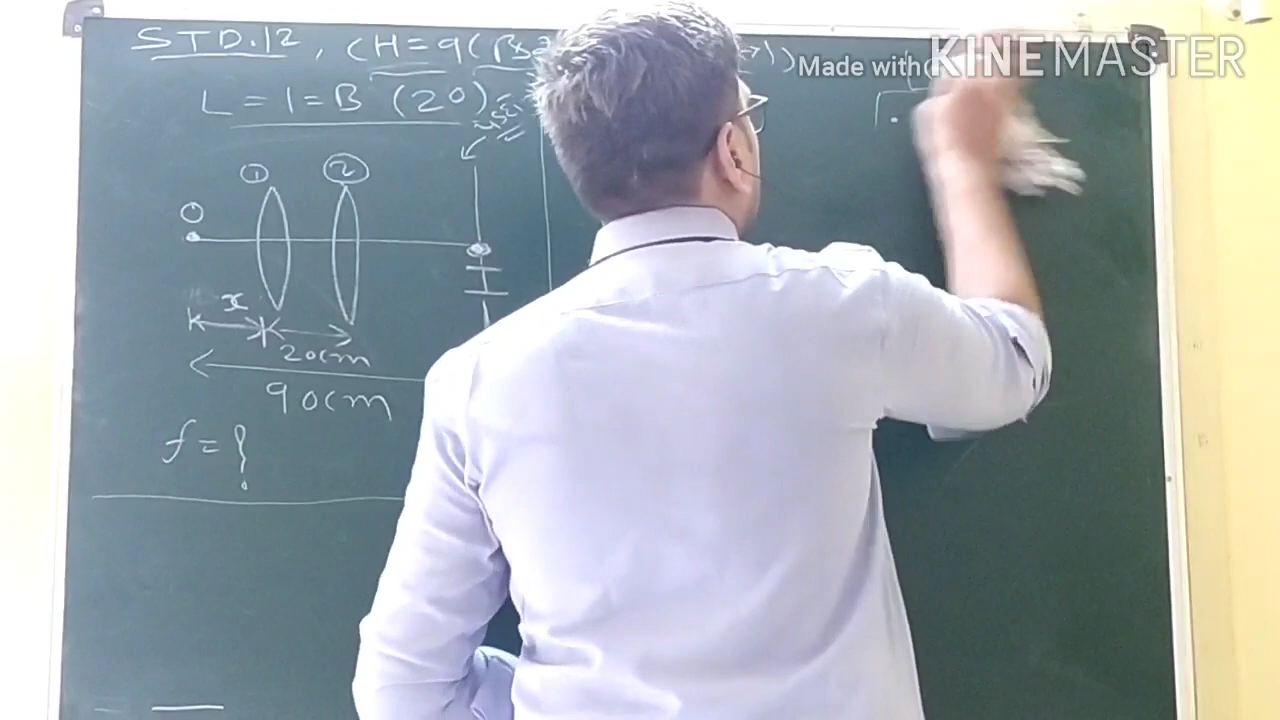 STD.12, CH=9
Made with KINEMASTER
L = 1 = B (20)
① ②
O
x
20cm
90cm
f = ?